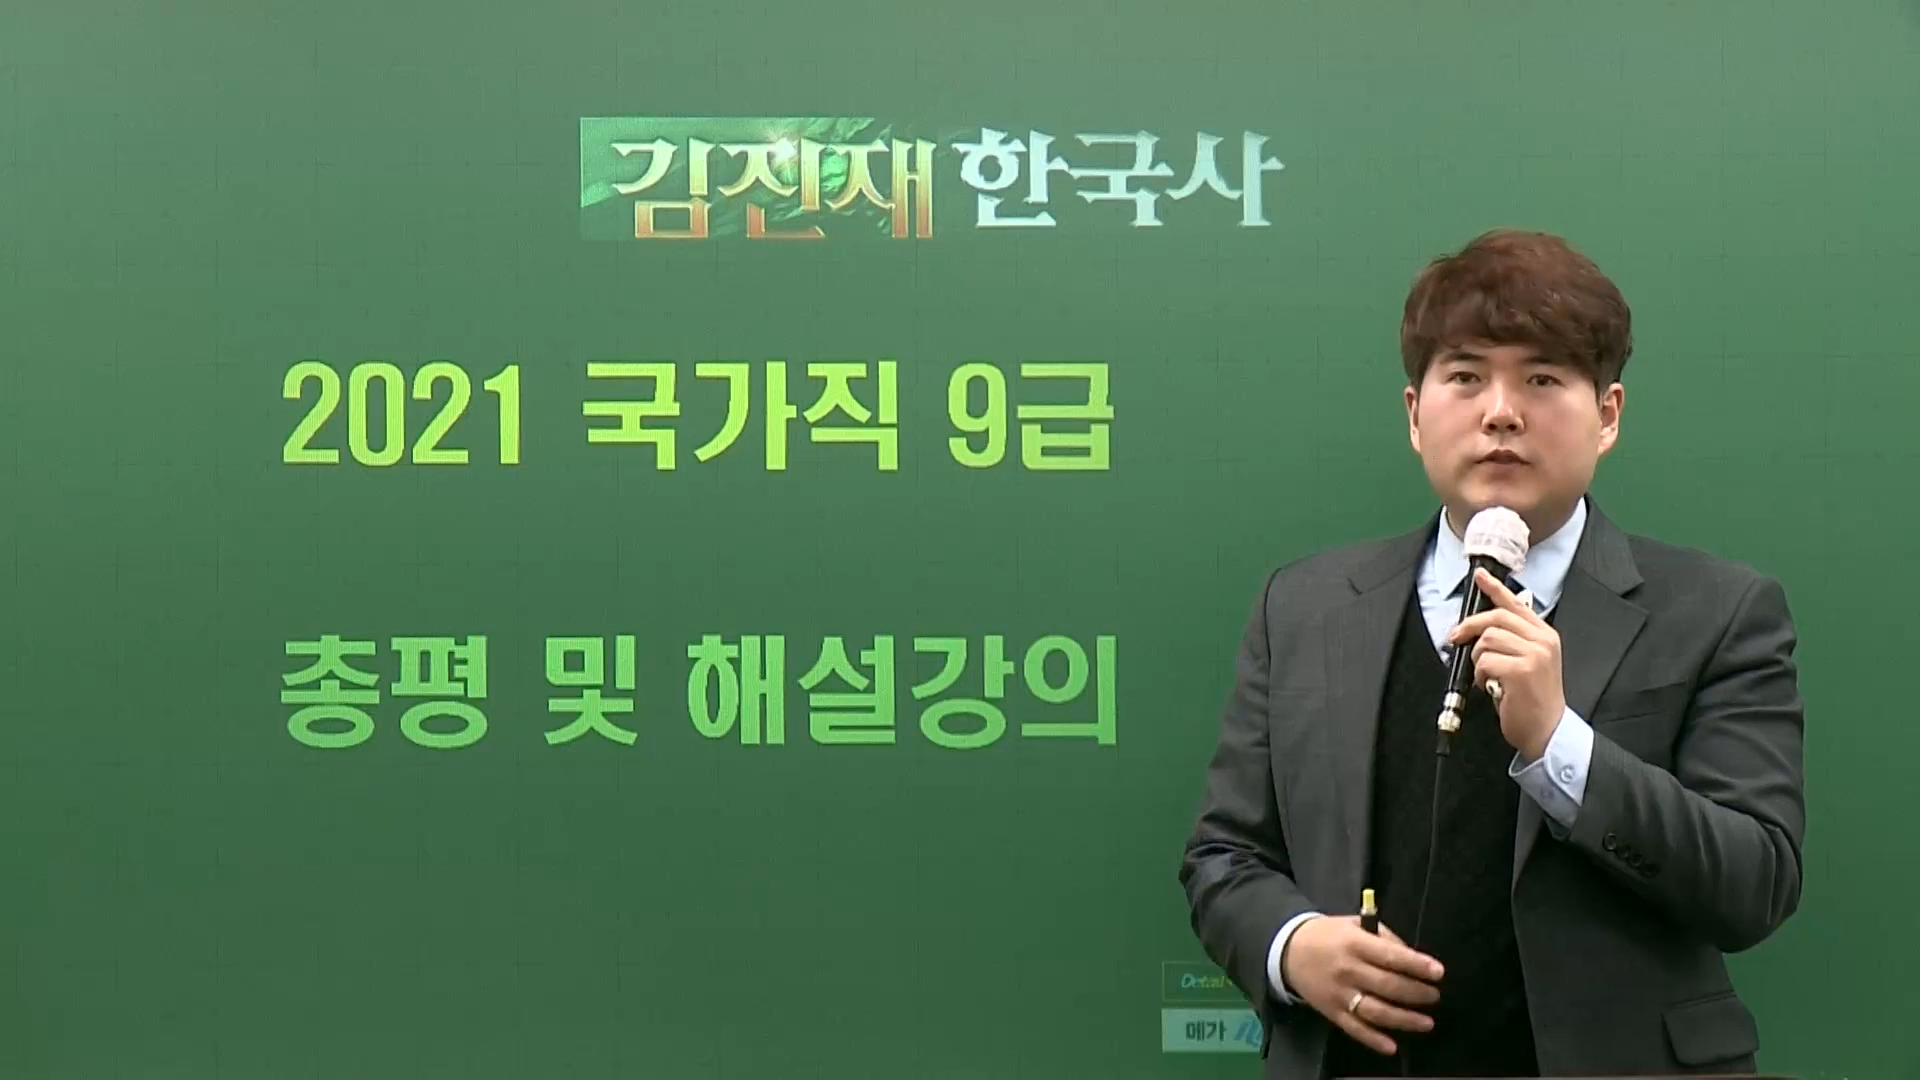 김진재 한국사
2021 국가직 9급
총평 및 해설강의
Detail
메가